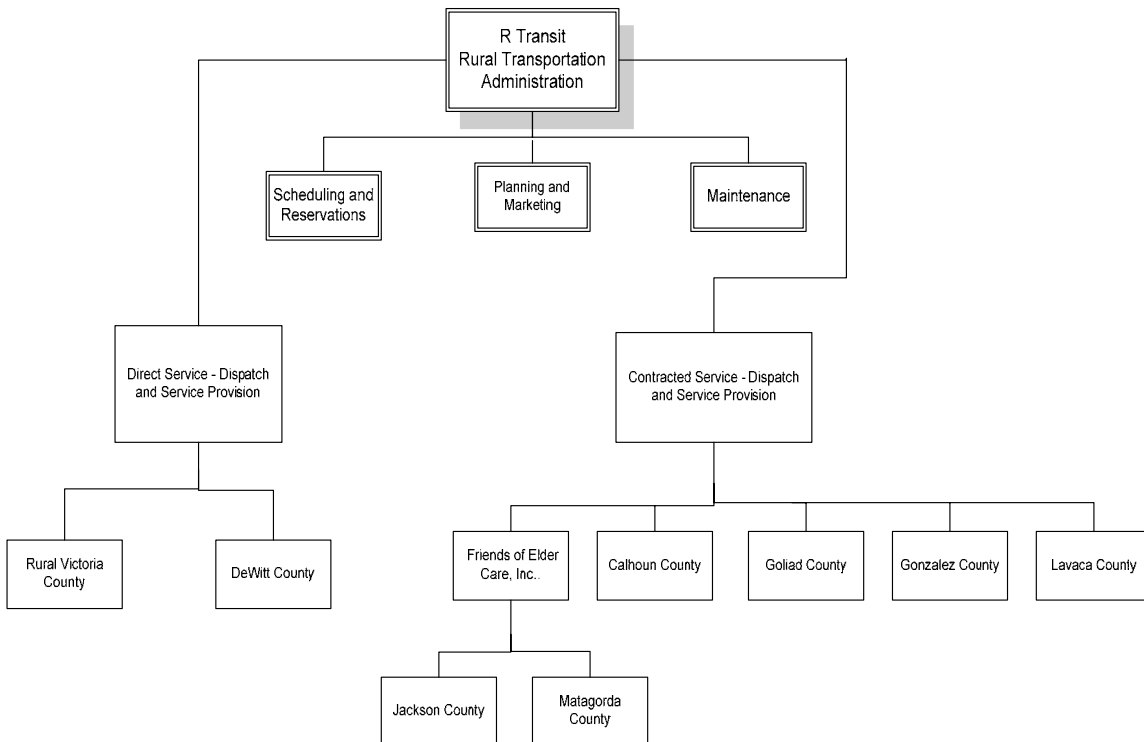 R Transit
Rural Transportation
Administration
Scheduling and
Reservations
Planning and
Marketing
Maintenance
Direct Service - Dispatch
and Service Provision
Contracted Service - Dispatch
and Service Provision
Rural Victoria
County
DeWitt County
Friends of Elder
Care, Inc..
Calhoun County
Goliad County
Gonzalez County
Lavaca County
Jackson County
Matagorda
County